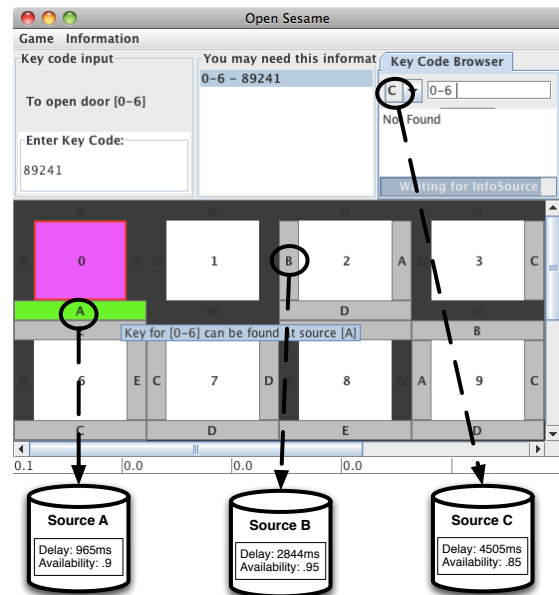 Open Sesame
Game Information
Key code input
You may need this informat
Key Code Browser
0-6 - 89241
C 0-6
To open door [0-6]
Not Found
Enter Key Code:
89241
Waiting for InfoSource
W W W W
W 0 W W 1 W B 2 A W 3 C
A W D W
Key for [0-6] can be found at source [A]
B
W 6 E C 7 D W 8 W A 9 C
C D E D
0.1 0.0 0.0 0.0
Source A
Delay: 965ms
Availability: .9
Source B
Delay: 2844ms
Availability: .95
Source C
Delay: 4505ms
Availability: .85